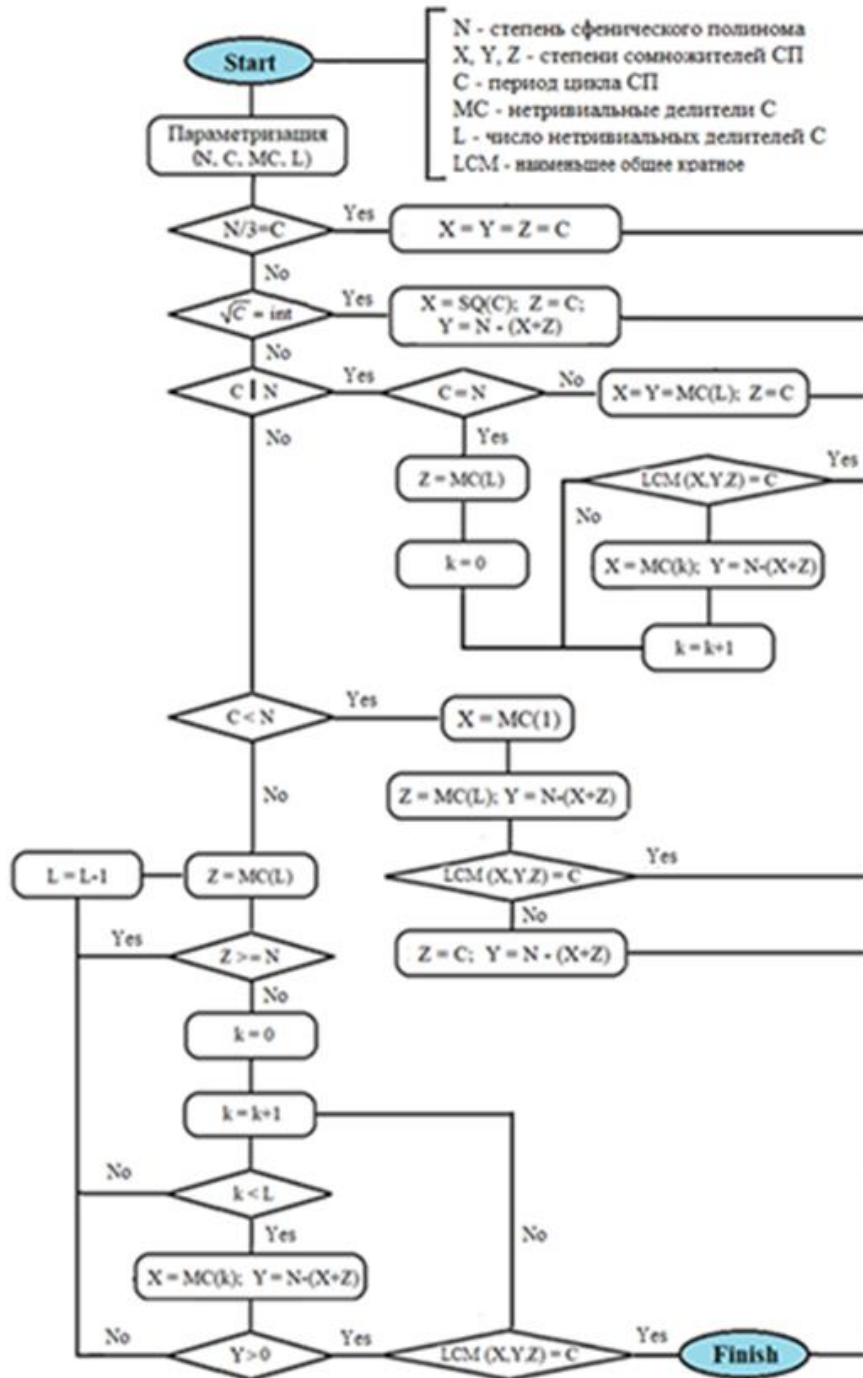 Start
N - степень сфенического полинома
X, Y, Z - степени сомножителей СП
C - период цикла СП
MC - нетривиальные делители C
L - число нетривиальных делителей C
LCM - наименьшее общее кратное
Параметризация
(N, C, MC, L)
N/3=C
Yes
X = Y = Z = C
No
√C = int
Yes
X = SQ(C); Z = C;
Y = N - (X+Z)
No
C | N
Yes
C = N
No
X = Y = MC(L); Z = C
No
Yes
Z = MC(L)
LCM (X,Y,Z) = C
Yes
No
k = 0
X = MC(k); Y = N-(X+Z)
k = k+1
C < N
Yes
X = MC(1)
No
Z = MC(L); Y = N-(X+Z)
L = L-1
Z = MC(L)
LCM (X,Y,Z) = C
Yes
No
Yes
Z >= N
Z = C; Y = N - (X+Z)
No
k = 0
k = k+1
No
k < L
Yes
No
X = MC(k); Y = N-(X+Z)
No
Y > 0
Yes
LCM (X,Y,Z) = C
Yes
Finish